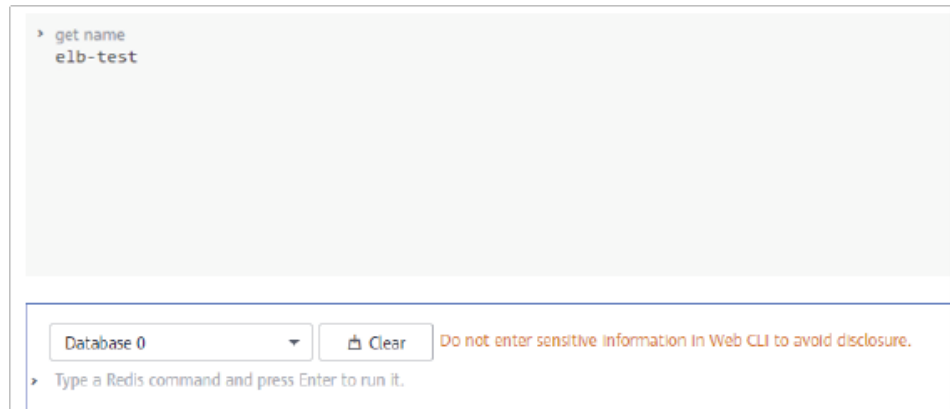 > get name
elb-test
Database 0
Clear
Do not enter sensitive information in Web CLI to avoid disclosure.
> Type a Redis command and press Enter to run it.